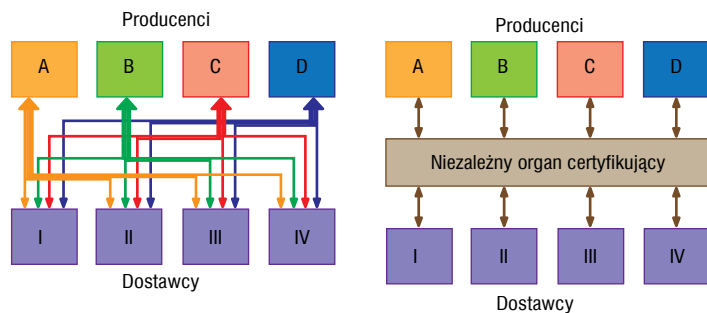 Producenci
A B C D
I II III IV
Dostawcy
Producenci
A B C D
Niezależny organ certyfikujący
I II III IV
Dostawcy